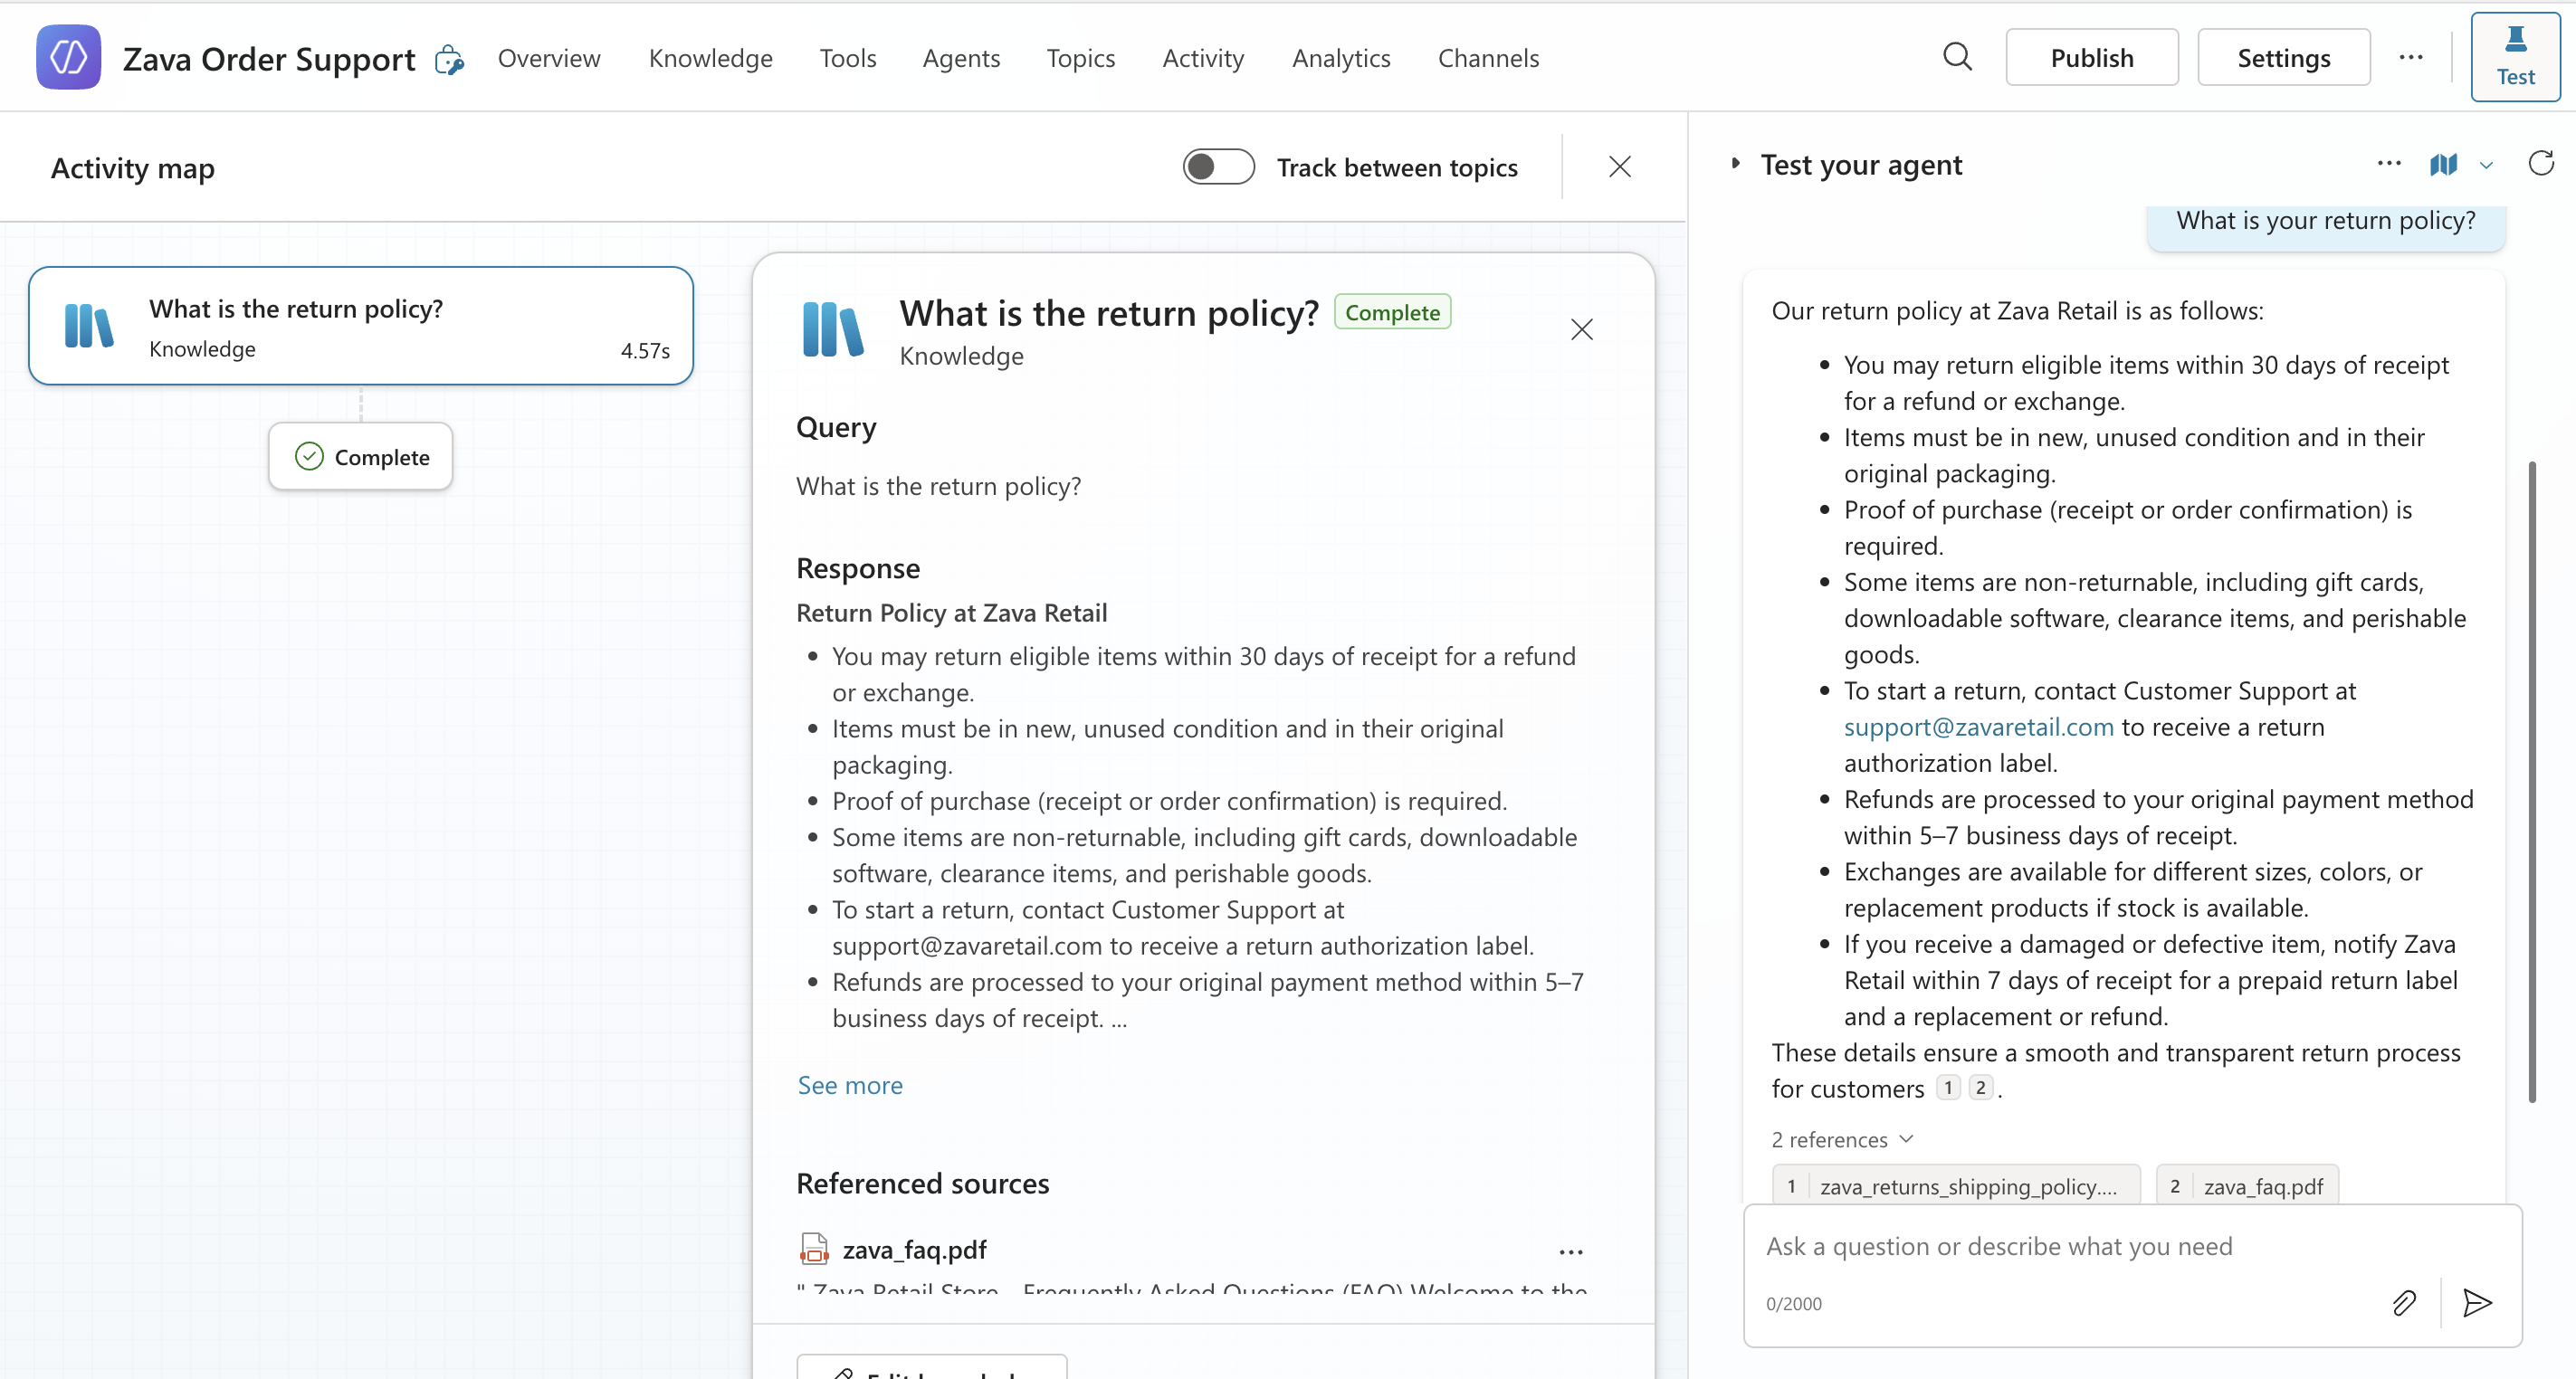 Zava Order Support
Overview
Knowledge
Tools
Agents
Topics
Activity
Analytics
Channels
Publish
Settings
...
Test
Activity map
Track between topics
What is the return policy?
Knowledge
4.57s
Complete
What is the return policy?
Complete
Knowledge
Query
What is the return policy?
Response
Return Policy at Zava Retail
• You may return eligible items within 30 days of receipt for a refund
or exchange.
• Items must be in new, unused condition and in their original
packaging.
• Proof of purchase (receipt or order confirmation) is required.
• Some items are non-returnable, including gift cards, downloadable
software, clearance items, and perishable goods.
• To start a return, contact Customer Support at
support@zavaretail.com to receive a return authorization label.
• Refunds are processed to your original payment method within 5–7
business days of receipt. ...
See more
Referenced sources
zava_faq.pdf
...
" Zava Retail Store – Frequently Asked Questions (FAQ) Welcome to the
Test your agent
...
What is your return policy?
Our return policy at Zava Retail is as follows:
• You may return eligible items within 30 days of receipt
for a refund or exchange.
• Items must be in new, unused condition and in their
original packaging.
• Proof of purchase (receipt or order confirmation) is
required.
• Some items are non-returnable, including gift cards,
downloadable software, clearance items, and perishable
goods.
• To start a return, contact Customer Support at
support@zavaretail.com to receive a return
authorization label.
• Refunds are processed to your original payment method
within 5–7 business days of receipt.
• Exchanges are available for different sizes, colors, or
replacement products if stock is available.
• If you receive a damaged or defective item, notify Zava
Retail within 7 days of receipt for a prepaid return label
and a replacement or refund.
These details ensure a smooth and transparent return process
for customers 1 2 .
2 references
1 zava_returns_shipping_policy....
2 zava_faq.pdf
Ask a question or describe what you need
0/2000